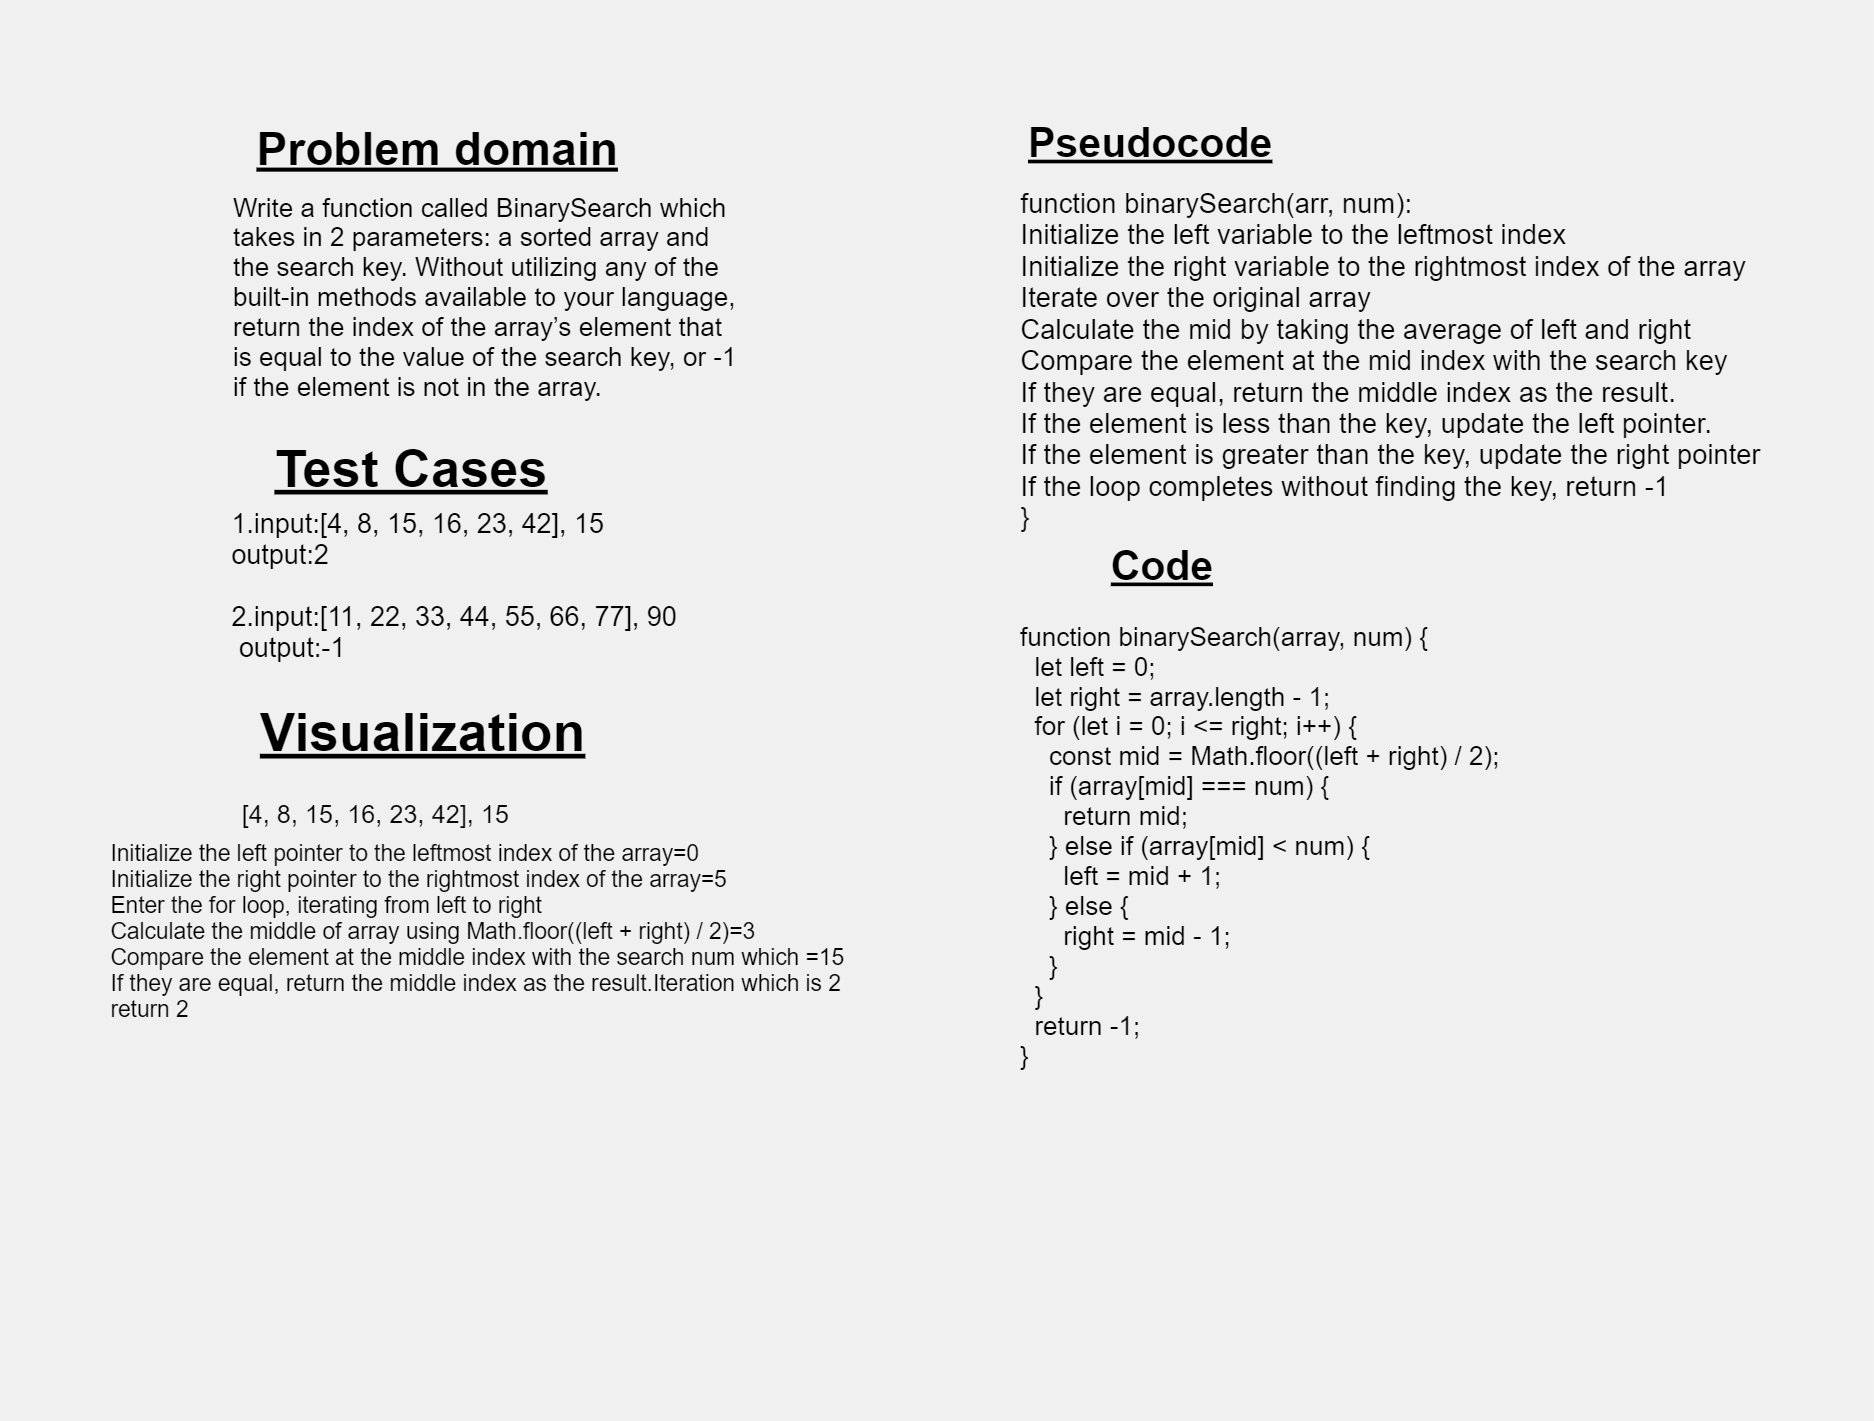 Problem domain
Write a function called BinarySearch which
takes in 2 parameters: a sorted array and
the search key. Without utilizing any of the
built-in methods available to your language,
return the index of the array’s element that
is equal to the value of the search key, or -1
if the element is not in the array.
Test Cases
1.input:[4, 8, 15, 16, 23, 42], 15
output:2
2.input:[11, 22, 33, 44, 55, 66, 77], 90
output:-1
Visualization
[4, 8, 15, 16, 23, 42], 15
Initialize the left pointer to the leftmost index of the array=0
Initialize the right pointer to the rightmost index of the array=5
Enter the for loop, iterating from left to right
Calculate the middle of array using Math.floor((left + right) / 2)=3
Compare the element at the middle index with the search num which =15
If they are equal, return the middle index as the result.Iteration which is 2
return 2
Pseudocode
function binarySearch(arr, num):
Initialize the left variable to the leftmost index
Initialize the right variable to the rightmost index of the array
Iterate over the original array
Calculate the mid by taking the average of left and right
Compare the element at the mid index with the search key
If they are equal, return the middle index as the result.
If the element is less than the key, update the left pointer.
If the element is greater than the key, update the right pointer
If the loop completes without finding the key, return -1
}
Code
function binarySearch(array, num) {
  let left = 0;
  let right = array.length - 1;
  for (let i = 0; i <= right; i++) {
    const mid = Math.floor((left + right) / 2);
    if (array[mid] === num) {
      return mid;
    } else if (array[mid] < num) {
      left = mid + 1;
    } else {
      right = mid - 1;
    }
  }
  return -1;
}